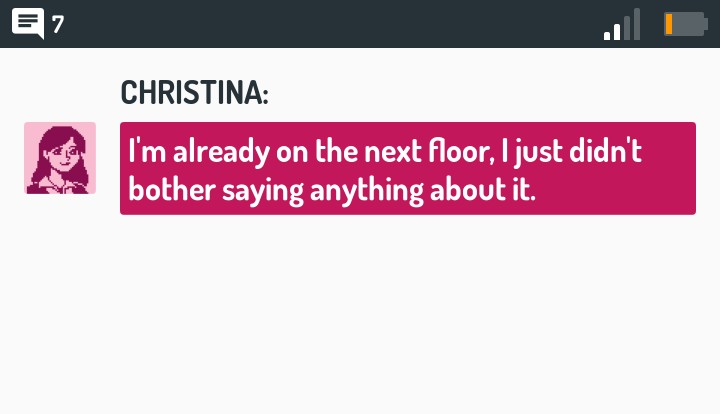 7
CHRISTINA:
I'm already on the next floor, I just didn't
bother saying anything about it.